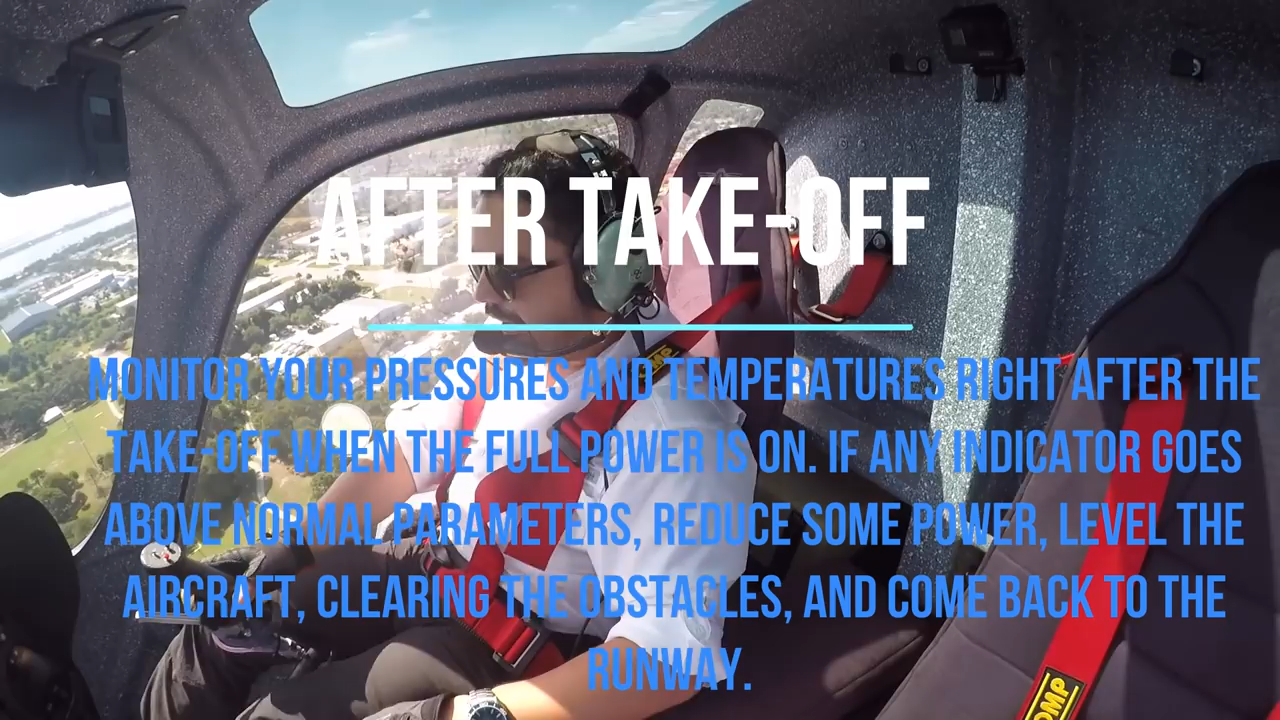 AFTER TAKE-OFF
MONITOR YOUR PRESSURES AND TEMPERATURES RIGHT AFTER THE
TAKE-OFF WHEN THE FULL POWER IS ON. IF ANY INDICATOR GOES
ABOVE NORMAL PARAMETERS, REDUCE SOME POWER, LEVEL THE
AIRCRAFT, CLEARING THE OBSTACLES, AND COME BACK TO THE
RUNWAY.
OMP
OMP